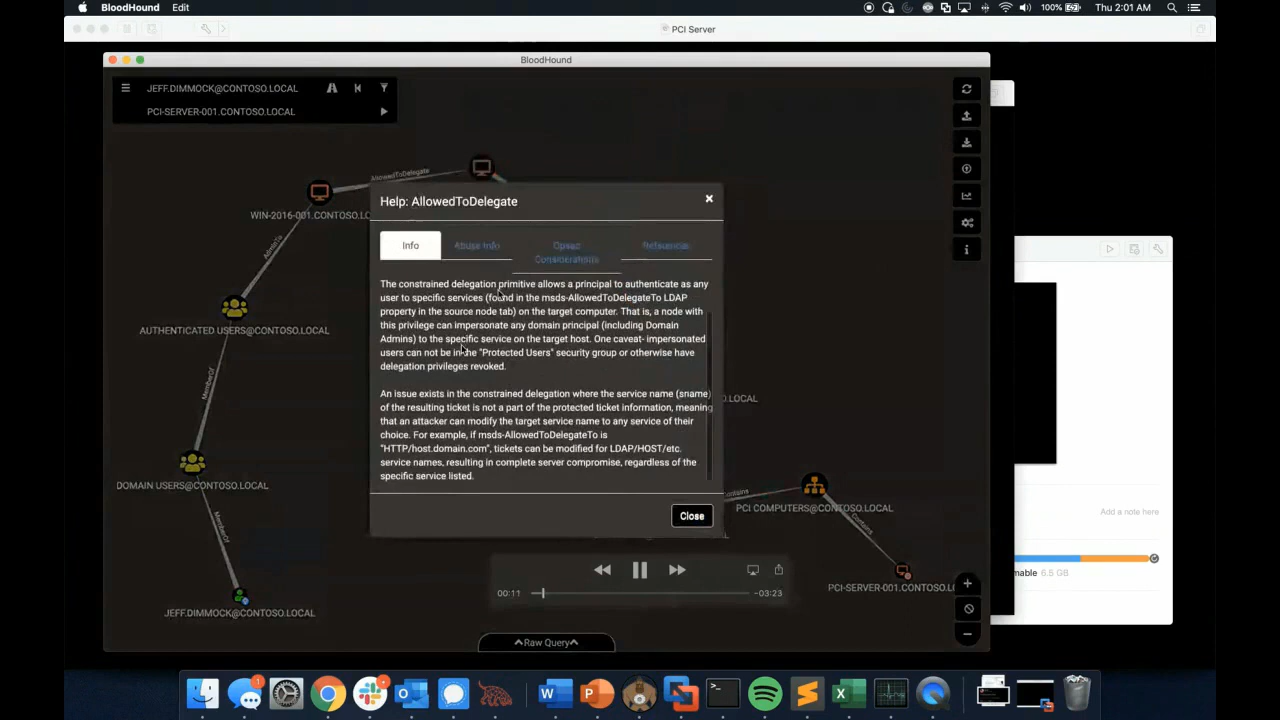 BloodHound Edit
100% Thu 2:01 AM
PCI Server
BloodHound
JEFF.DIMMOCK@CONTOSO.LOCAL
PCI-SERVER-001.CONTOSO.LOCAL
AllowedToDelegate
WIN-2016-001.CONTOSO.LOC
Help: AllowedToDelegate
Info Abuse Info Opsec Considerations References
The constrained delegation primitive allows a principal to authenticate as any
user to specific services (found in the msds-AllowedToDelegateTo LDAP
property in the source node tab) on the target computer. That is, a node with
this privilege can impersonate any domain principal (including Domain
Admins) to the specific service on the target host. One caveat- impersonated
users can not be in the "Protected Users" security group or otherwise have
delegation privileges revoked.
An issue exists in the constrained delegation where the service name (sname)
of the resulting ticket is not a part of the protected ticket information, meaning
that an attacker can modify the target service name to any service of their
choice. For example, if msds-AllowedToDelegateTo is
"HTTP/host.domain.com", tickets can be modified for LDAP/HOST/etc.
service names, resulting in complete server compromise, regardless of the
specific service listed.
Close
AdminTo
AUTHENTICATED USERS@CONTOSO.LOCAL
MemberOf
DOMAIN USERS@CONTOSO.LOCAL
MemberOf
JEFF.DIMMOCK@CONTOSO.LOCAL
O.LOCAL
Contains
PCI COMPUTERS@CONTOSO.LOCAL
Contains
PCI-SERVER-001.CONTOSO.L
Add a note here
6.5 GB
00:11 -03:23
Raw Query
1